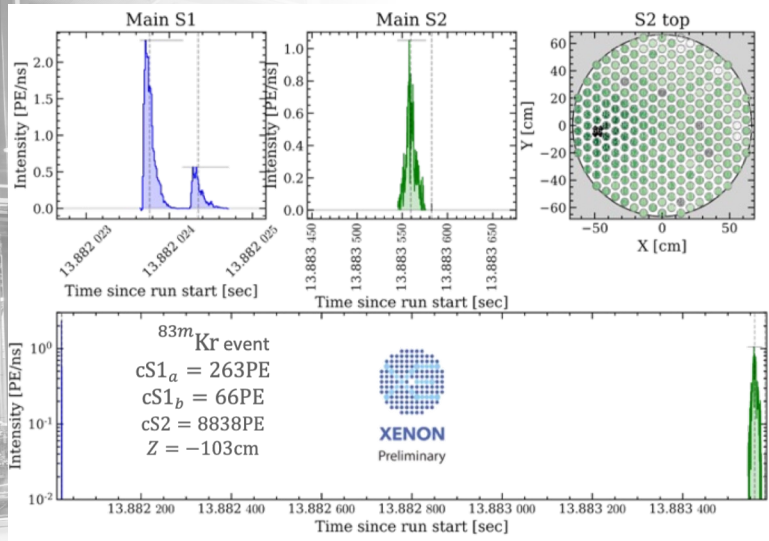 Main S1
Main S2
S2 top
Intensity [PE/ns]
2.0
1.5
1.0
0.5
0.0
13.882 023
13.882 024
13.882 025
Time since run start [sec]
Intensity [PE/ns]
1.0
0.8
0.6
0.4
0.2
0.0
13.883 450
13.883 500
13.883 550
13.883 600
13.883 650
Time since run start [sec]
Y [cm]
60
40
20
0
−20
−40
−60
−50
0
50
X [cm]
Intensity [PE/ns]
10⁰
10⁻¹
10⁻²
⁸³ᵐKr event
cS1ₐ = 263PE
cS1_b = 66PE
cS2 = 8838PE
Z = −103cm
XENON
Preliminary
13.882 200
13.882 400
13.882 600
13.882 800
13.883 000
13.883 200
13.883 400
Time since run start [sec]